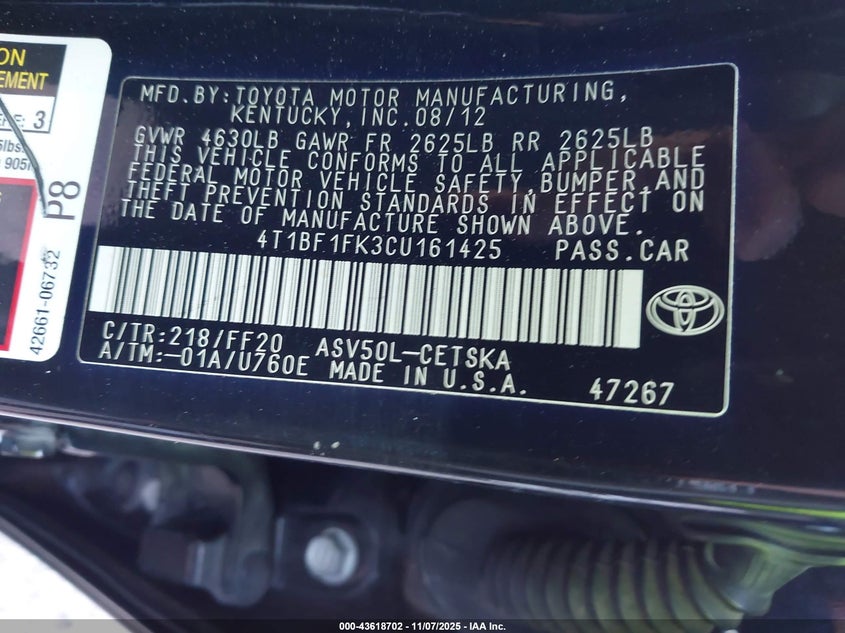 ON
EMENT
3
P8
42661-06732
MFD.BY:TOYOTA MOTOR MANUFACTURING,
KENTUCKY,INC.08/12
GVWR 4630LB GAWR FR 2625LB RR 2625LB
THIS VEHICLE CONFORMS TO ALL APPLICABLE
FEDERAL MOTOR VEHICLE SAFETY,BUMPER,AND
THEFT PREVENTION STANDARDS IN EFFECT ON
THE DATE OF MANUFACTURE SHOWN ABOVE.
4T1BF1FK3CU161425 PASS.CAR
C/TR:218/FF20 ASV50L-CETSKA
A/TM:-01A/U760E MADE IN U.S.A. 47267
000-43618702 - 11/07/2025 - IAA Inc.